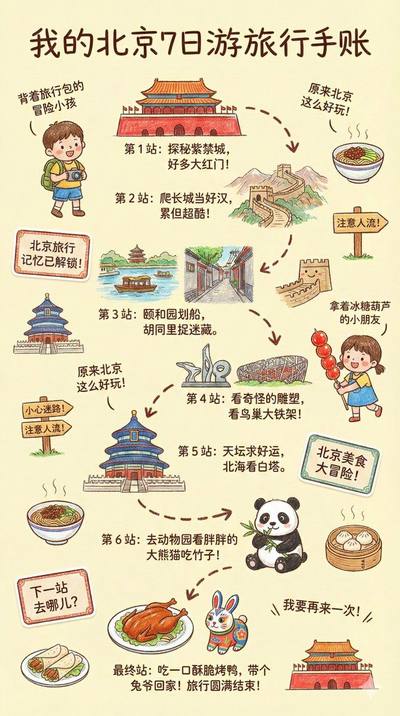 我的北京7日游旅行手账
背着旅行包的
冒险小孩
原来北京
这么好玩!
第1站:探秘紫禁城,
好多大红门!
第2站:爬长城当好汉,
累但超酷!
注意人流!
北京旅行
记忆已解锁!
第3站:颐和园划船,
胡同里捉迷藏。
拿着冰糖葫芦
的小朋友
原来北京
这么好玩!
第4站:看奇怪的雕塑,
看鸟巢大铁架!
小心迷路!
注意人流!
第5站:天坛求好运,
北海看白塔。
北京美食
大冒险!
第6站:去动物园看胖胖的
大熊猫吃竹子!
下一站
去哪儿?
我要再来一次!
最终站:吃一口酥脆烤鸭,带个
兔爷回家!旅行圆满结束!